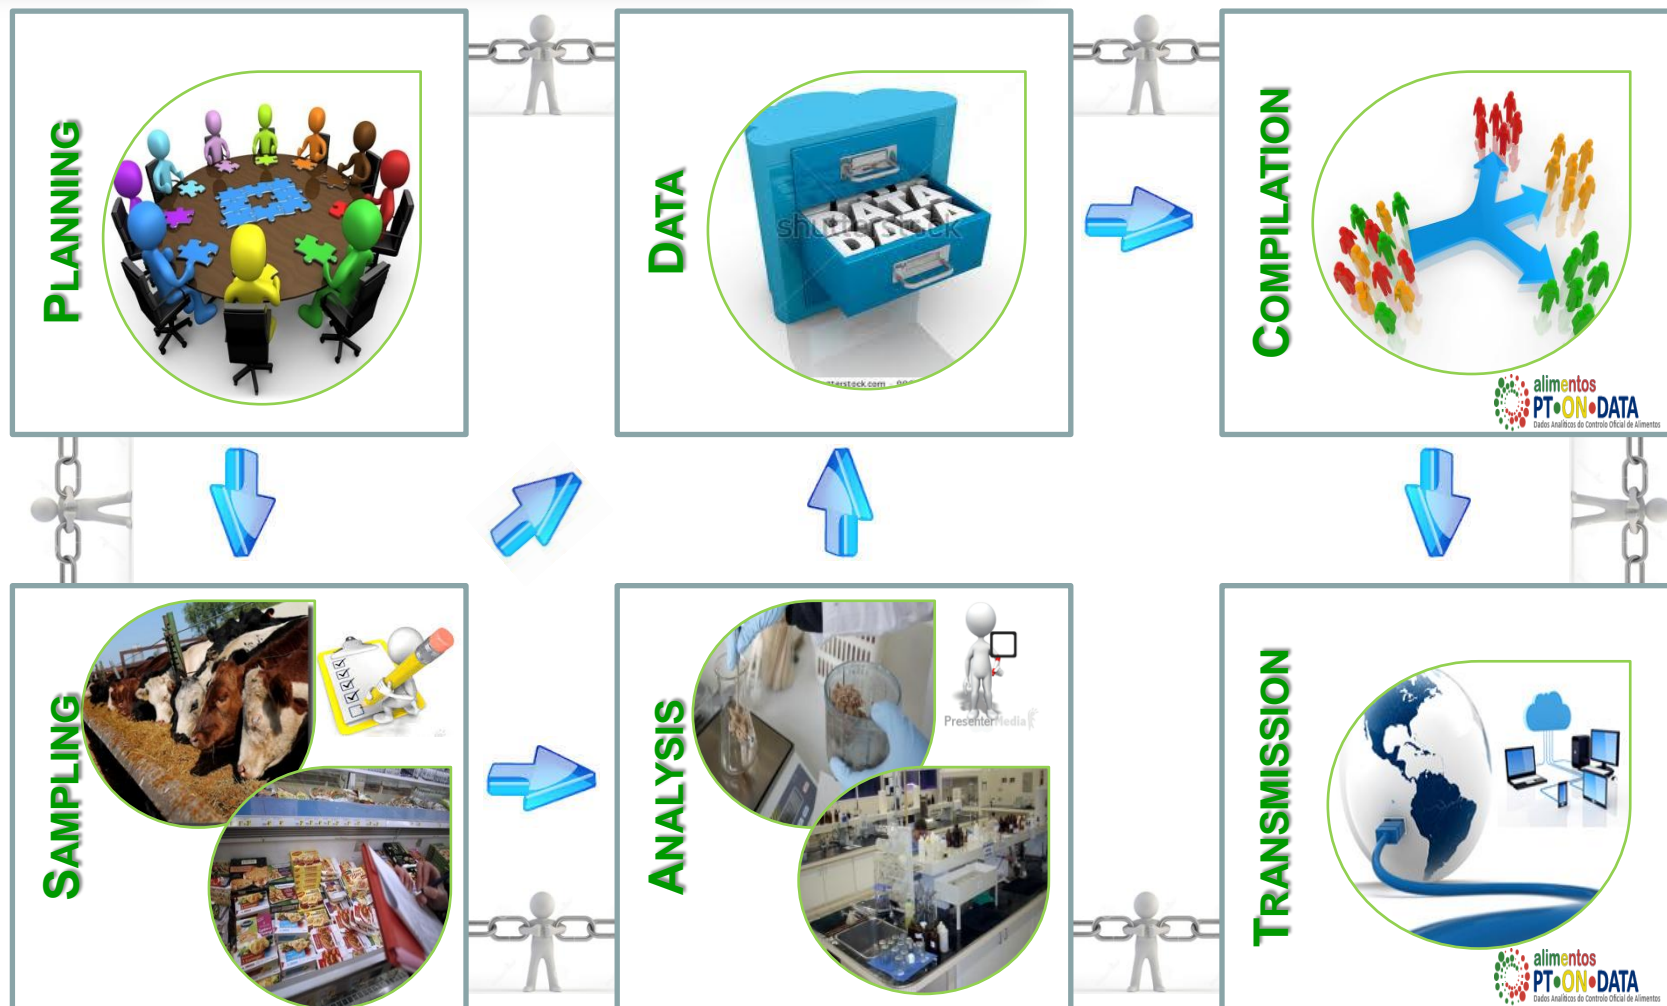 PLANNING
DATA
DATA
DATA
shutterstock
COMPILATION
alimentos
PT•ON•DATA
Dados Analíticos do Controlo Oficial de Alimentos
SAMPLING
ANALYSIS
PresenterMedia
TRANSMISSION
alimentos
PT•ON•DATA
Dados Analíticos do Controlo Oficial de Alimentos